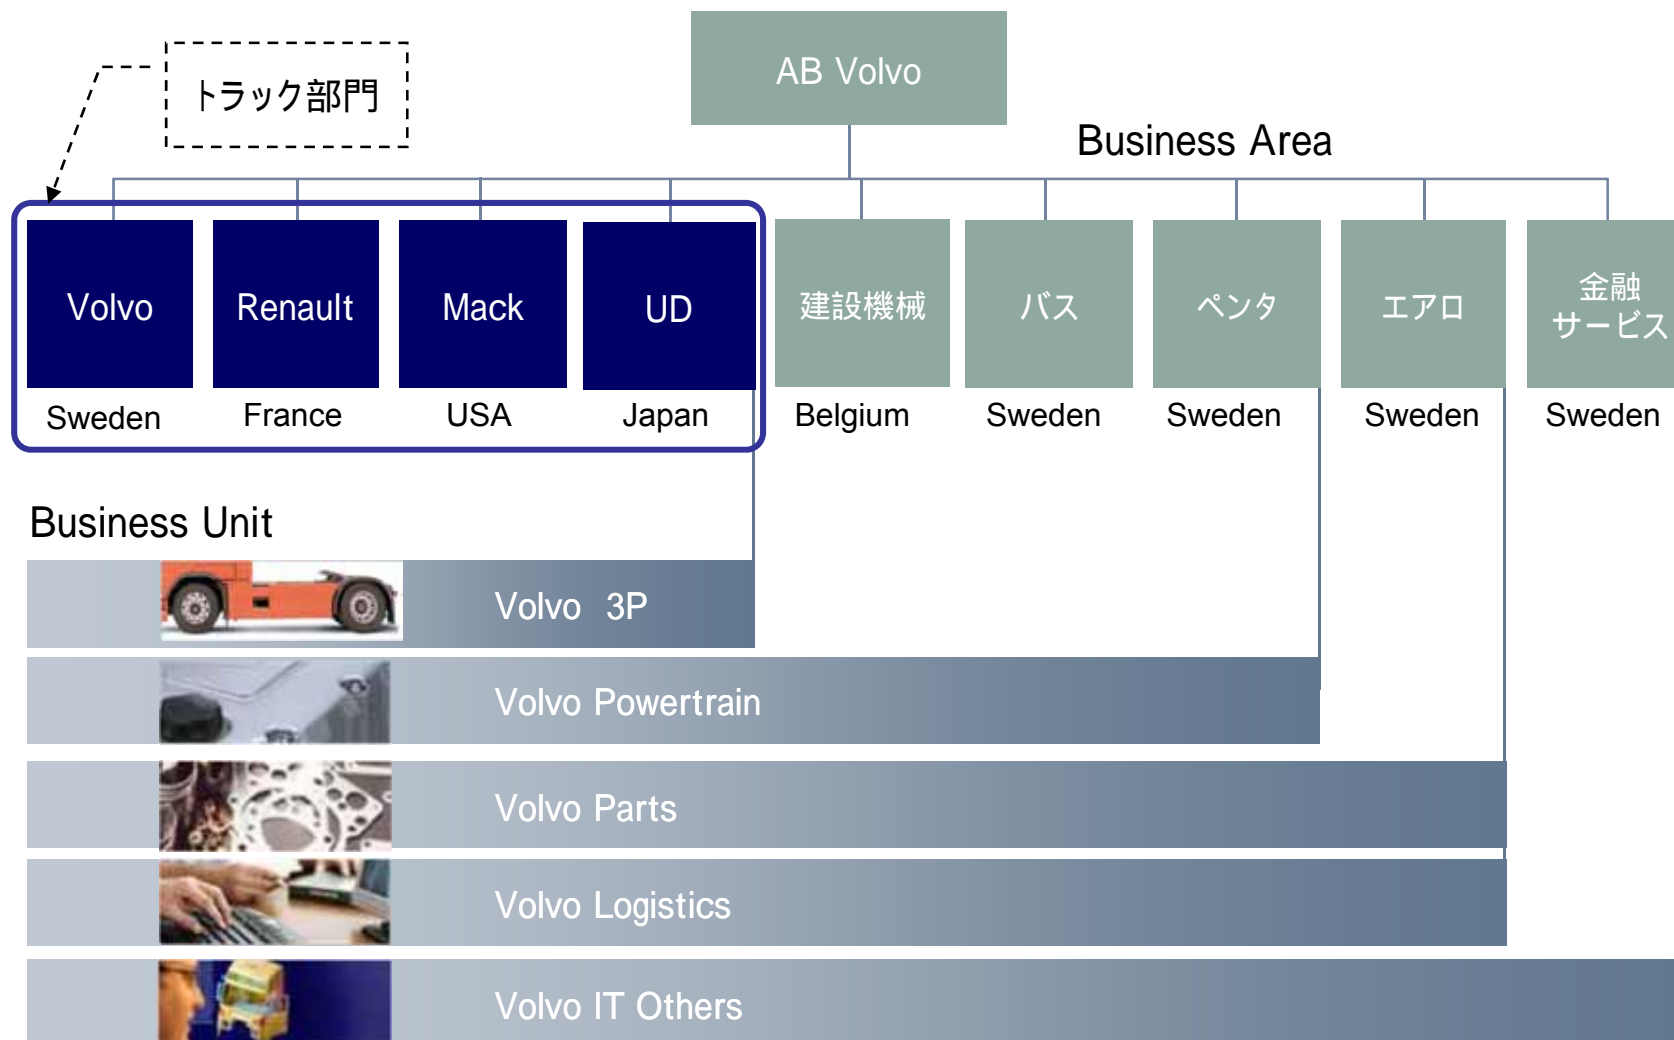 AB Volvo
トラック部門
Business Area
Volvo
Renault
Mack
UD
建設機械
バス
ペンタ
エアロ
金融
サービス
Sweden
France
USA
Japan
Belgium
Sweden
Sweden
Sweden
Sweden
Business Unit
Volvo 3P
Volvo Powertrain
Volvo Parts
Volvo Logistics
Volvo IT Others